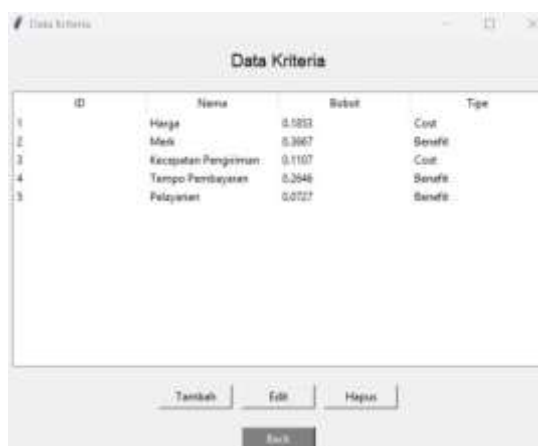 Data Kriteria
Data Kriteria
ID Nama Bobot Tipe
1 Harga 0.1853 Cost
2 Merk 0.3667 Benefit
3 Kecepatan Pengiriman 0.1107 Cost
4 Tempo Pembayaran 0.2646 Benefit
5 Pelayanan 0.0727 Benefit
Tambah Edit Hapus
Back